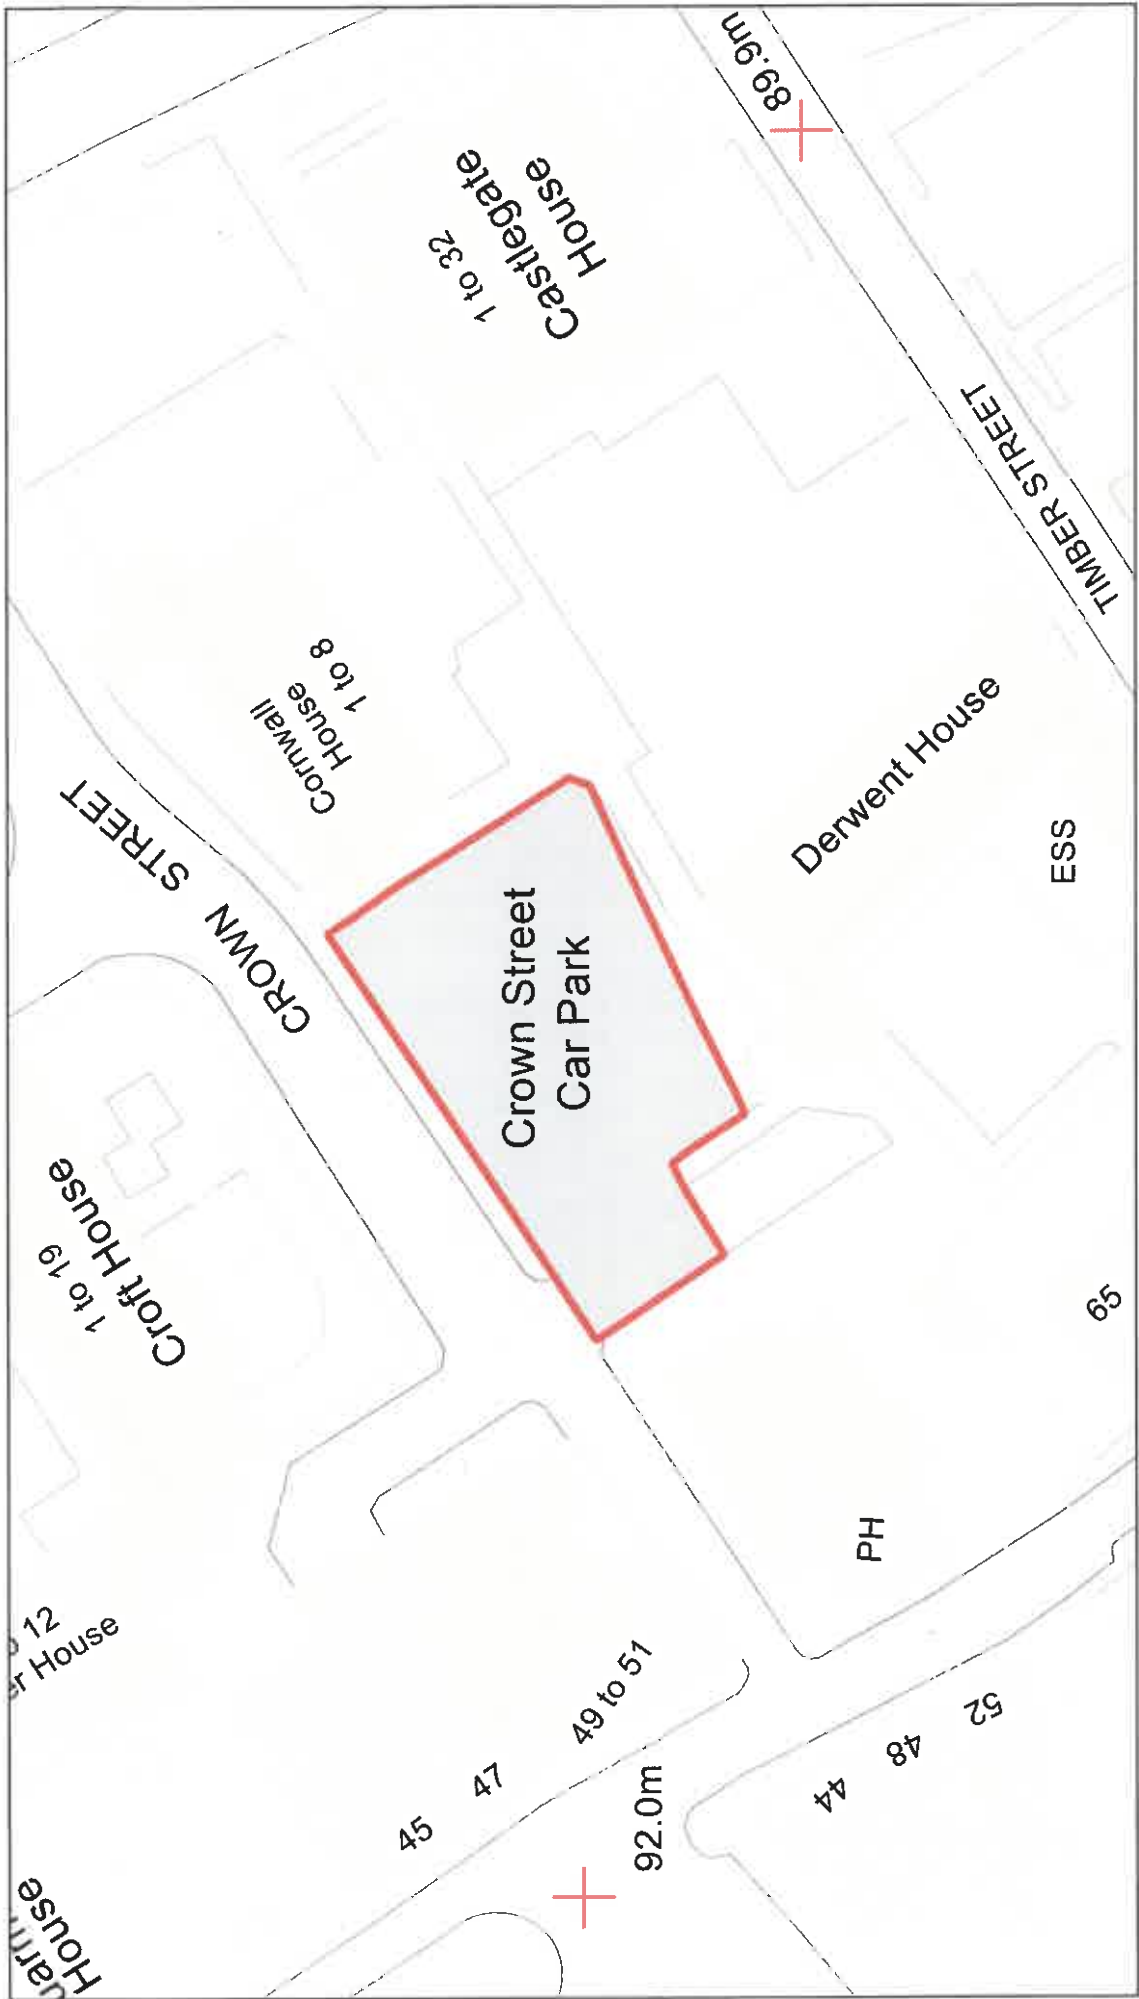 89.9m
1 to 32
Castlegate
House
TIMBER STREET
Cornwall
House
1 to 8
CROWN STREET
Derwent House
ESS
Crown Street
Car Park
1 to 19
Croft House
65
PH
12
House
49 to 51
47
45
92.0m
52
48
44
House